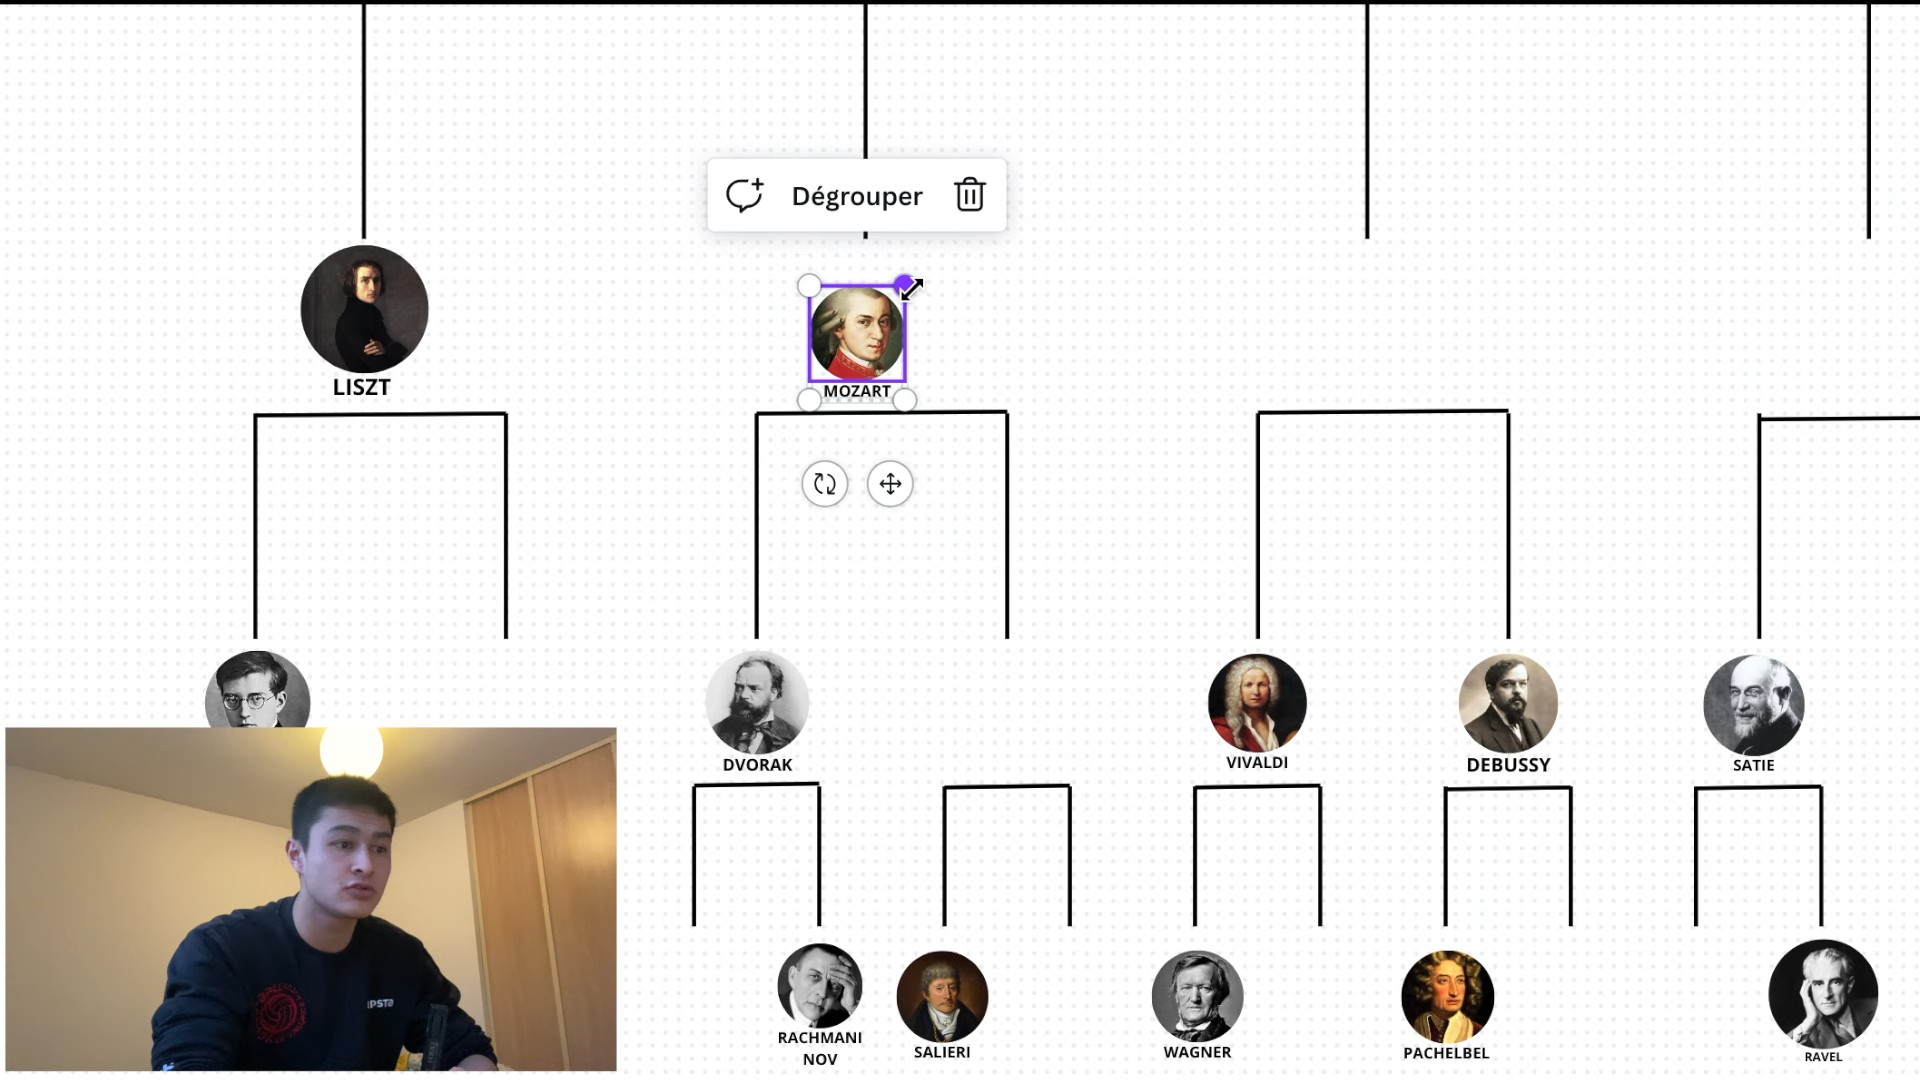 Dégrouper
LISZT
MOZART
DVORAK
VIVALDI
DEBUSSY
SATIE
RACHMANI
NOV
SALIERI
WAGNER
PACHELBEL
RAVEL